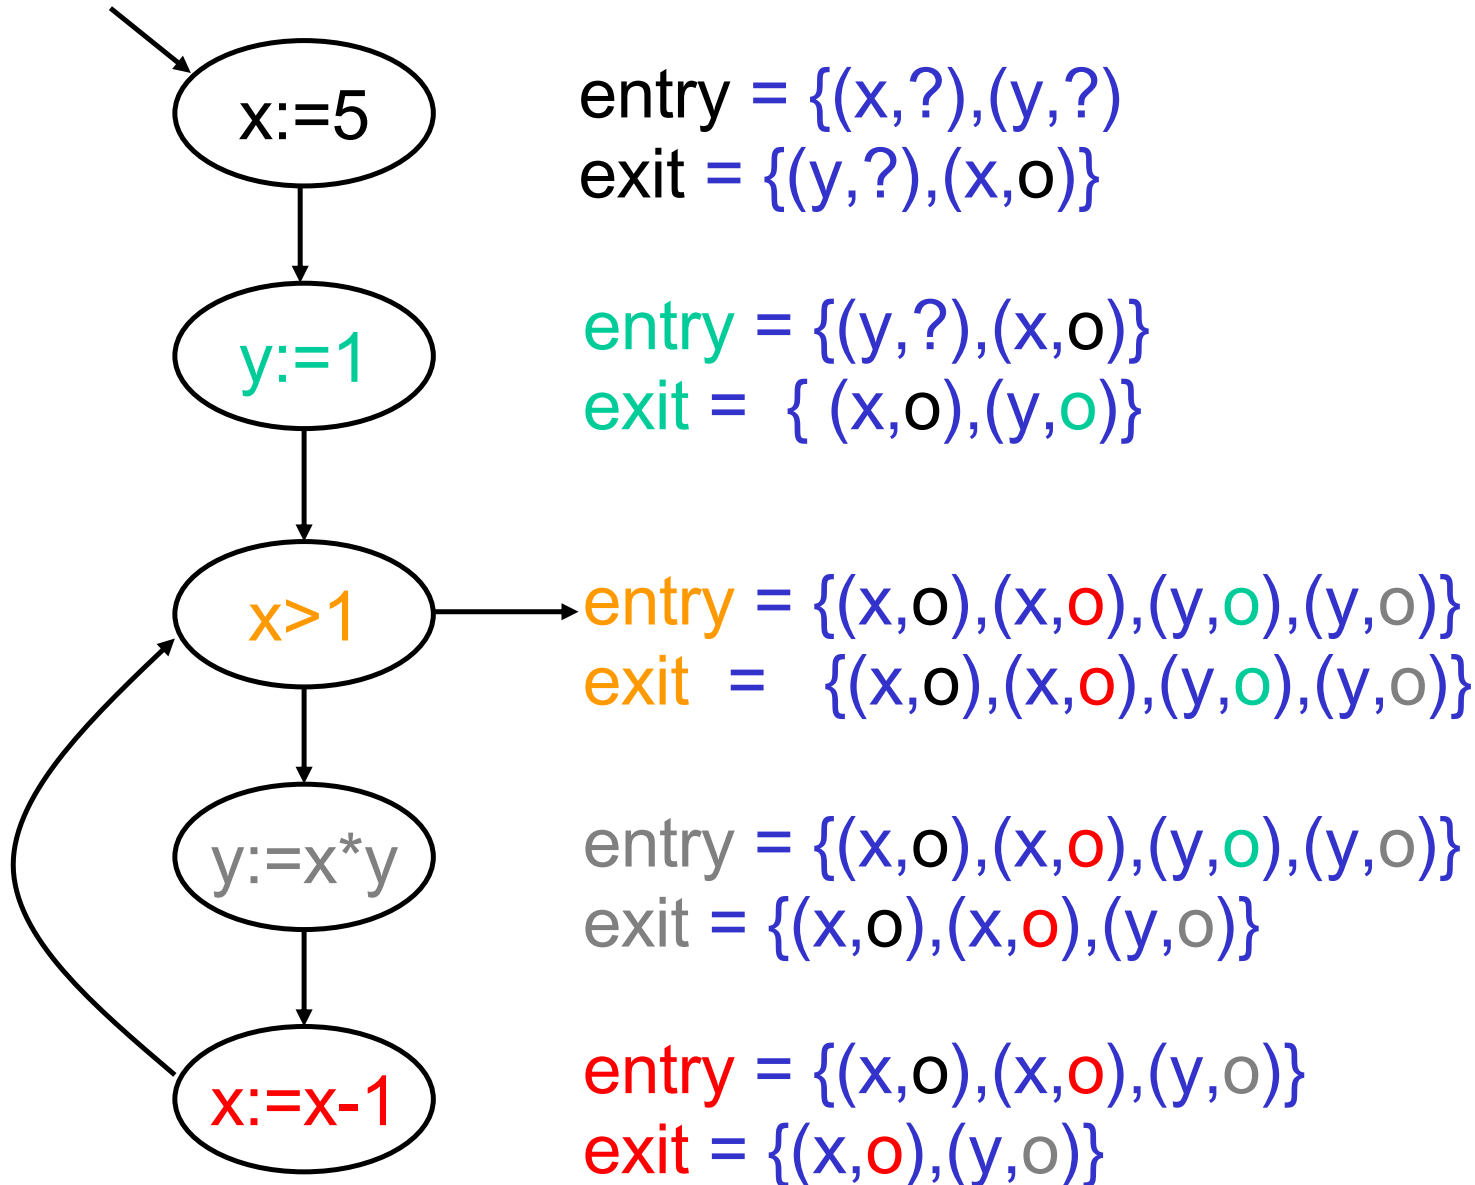 x:=5
entry = {(x,?),(y,?)
exit = {(y,?),(x,o)}
y:=1
entry = {(y,?),(x,o)}
exit = { (x,o),(y,o)}
x>1
entry = {(x,o),(x,o),(y,o),(y,o)}
exit = {(x,o),(x,o),(y,o),(y,o)}
y:=x*y
entry = {(x,o),(x,o),(y,o),(y,o)}
exit = {(x,o),(x,o),(y,o)}
x:=x-1
entry = {(x,o),(x,o),(y,o)}
exit = {(x,o),(y,o)}